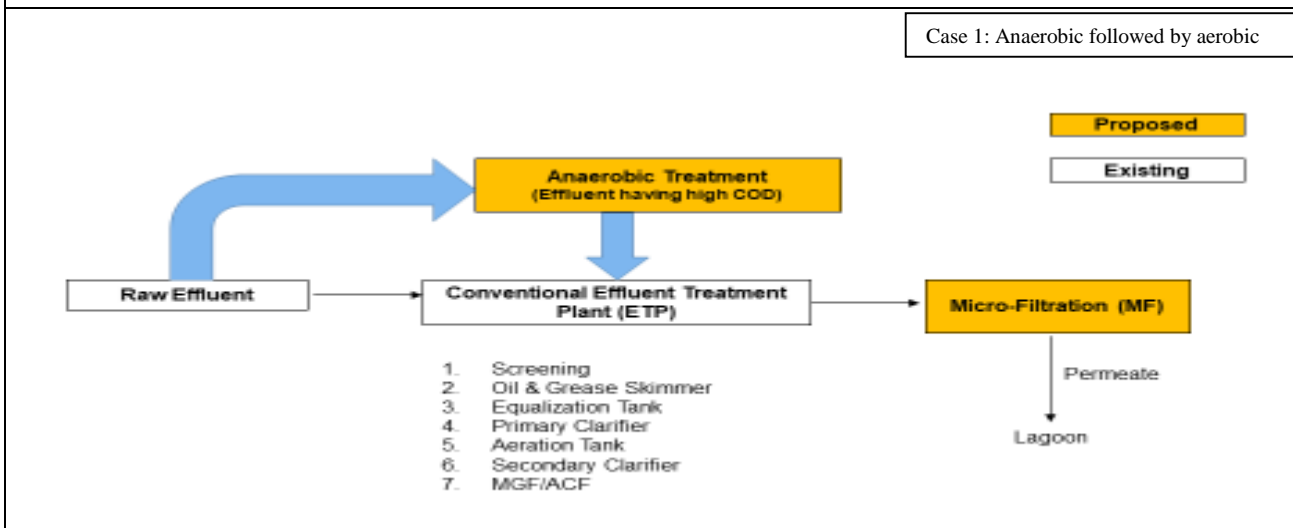 Case 1: Anaerobic followed by aerobic
Proposed
Existing
Anaerobic Treatment
(Effluent having high COD)
Raw Effluent
Conventional Effluent Treatment
Plant (ETP)
Micro-Filtration (MF)
1. Screening
2. Oil & Grease Skimmer
3. Equalization Tank
4. Primary Clarifier
5. Aeration Tank
6. Secondary Clarifier
7. MGF/ACF
Permeate
Lagoon